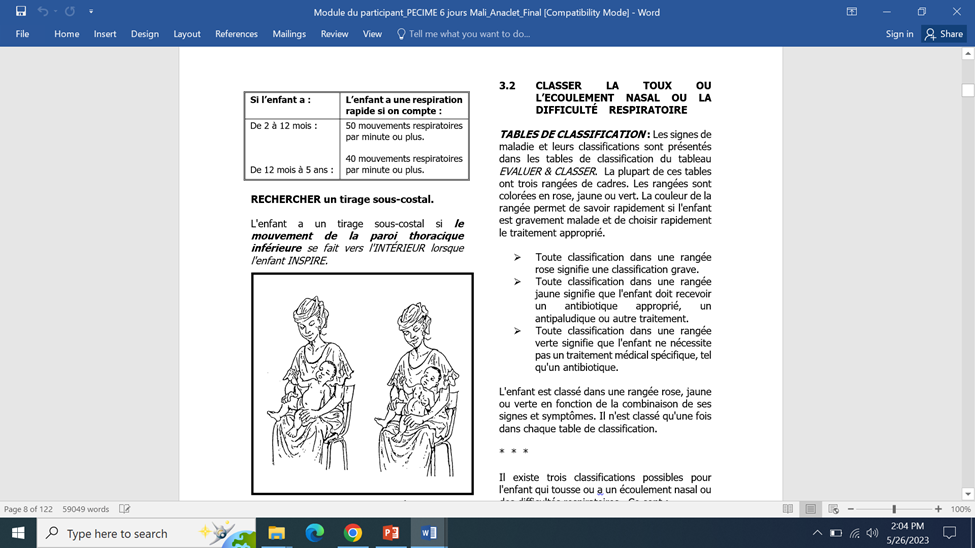 Module du participant_PECIME 6 jours Mali_Anaclet_Final [Compatibility Mode] - Word
File Home Insert Design Layout References Mailings Review View Tell me what you want to do... Sign in Share
Si l'enfant a : L'enfant a une respiration
rapide si on compte :
De 2 à 12 mois : 50 mouvements respiratoires
par minute ou plus.
40 mouvements respiratoires
De 12 mois à 5 ans : par minute ou plus.
RECHERCHER un tirage sous-costal.
L'enfant a un tirage sous-costal si le
mouvement de la paroi thoracique
inférieure se fait vers l'INTÉRIEUR lorsque
l'enfant INSPIRE.
3.2 CLASSER LA TOUX OU
L'ECOULEMENT NASAL OU LA
DIFFICULTÉ RESPIRATOIRE
TABLES DE CLASSIFICATION : Les signes de
maladie et leurs classifications sont présentés
dans les tables de classification du tableau
EVALUER & CLASSER. La plupart de ces tables
ont trois rangées de cadres. Les rangées sont
colorées en rose, jaune ou vert. La couleur de la
rangée permet de savoir rapidement si l'enfant
est gravement malade et de choisir rapidement
le traitement approprié.
➢ Toute classification dans une rangée
rose signifie une classification grave.
➢ Toute classification dans une rangée
jaune signifie que l'enfant doit recevoir
un antibiotique approprié, un
antipaludique ou autre traitement.
➢ Toute classification dans une rangée
verte signifie que l'enfant ne nécessite
pas un traitement médical spécifique, tel
qu'un antibiotique.
L'enfant est classé dans une rangée rose, jaune
ou verte en fonction de la combinaison de ses
signes et symptômes. Il n'est classé qu'une fois
dans chaque table de classification.
* * *
Il existe trois classifications possibles pour
l'enfant qui tousse ou a un écoulement nasal ou
Page 8 of 122 59049 words 100%
Type here to search
2:04 PM
5/26/2023